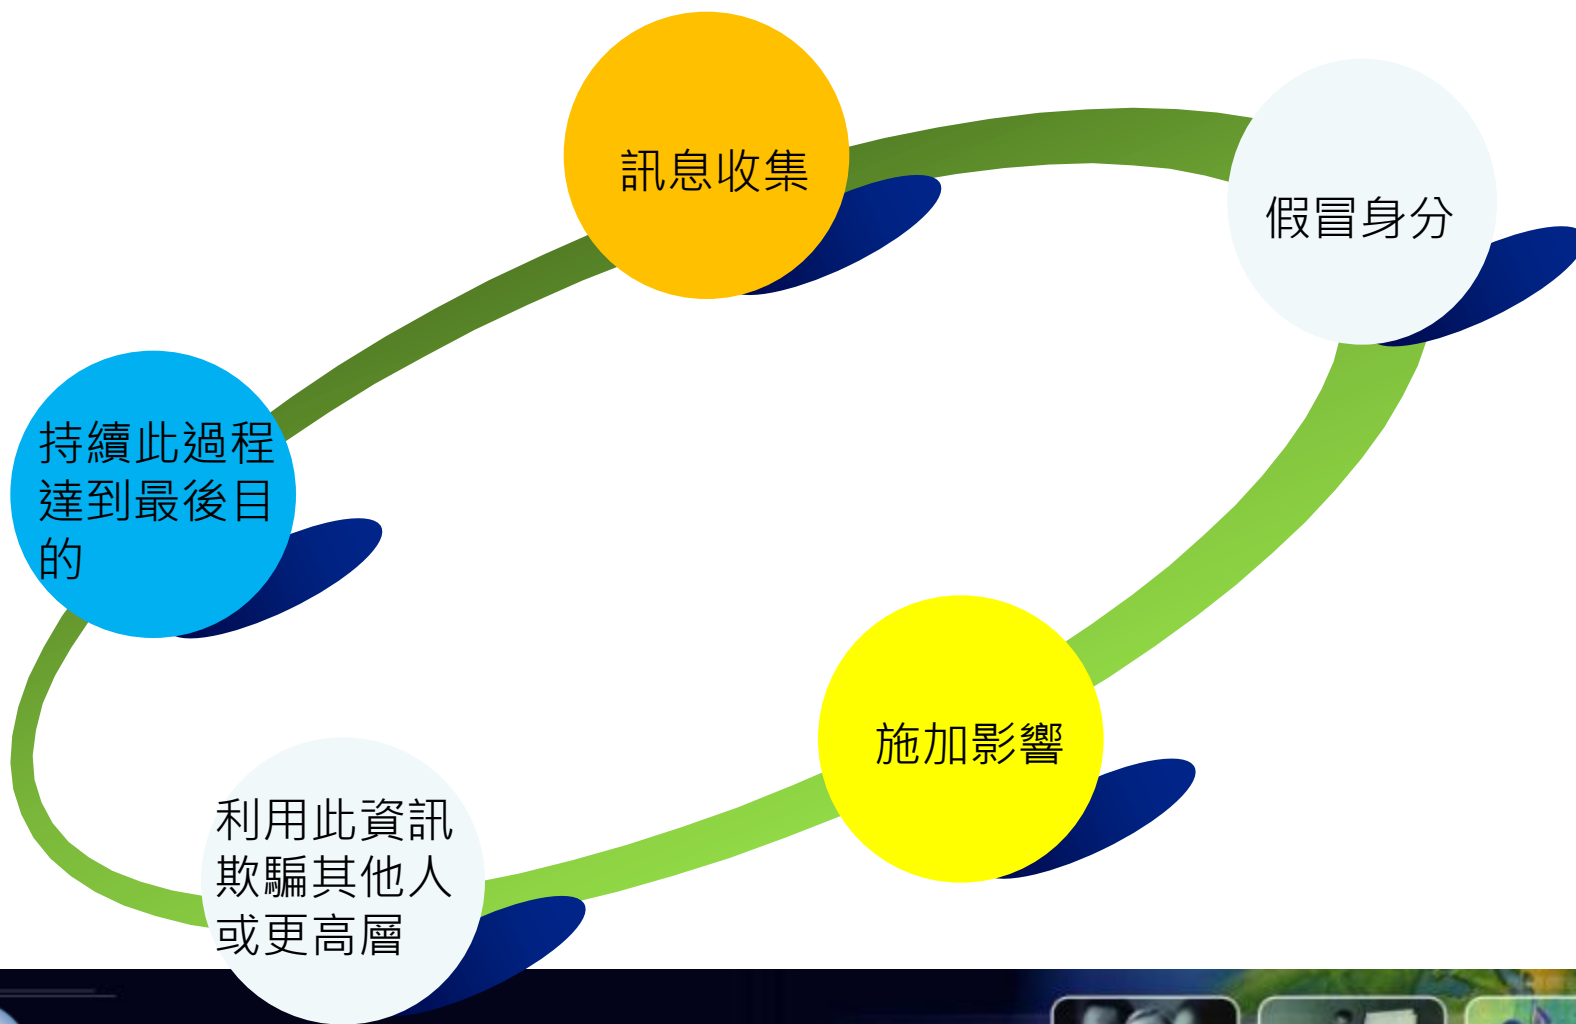 訊息收集
假冒身分
施加影響
利用此資訊
欺騙其他人
或更高層
持續此過程
達到最後目
的